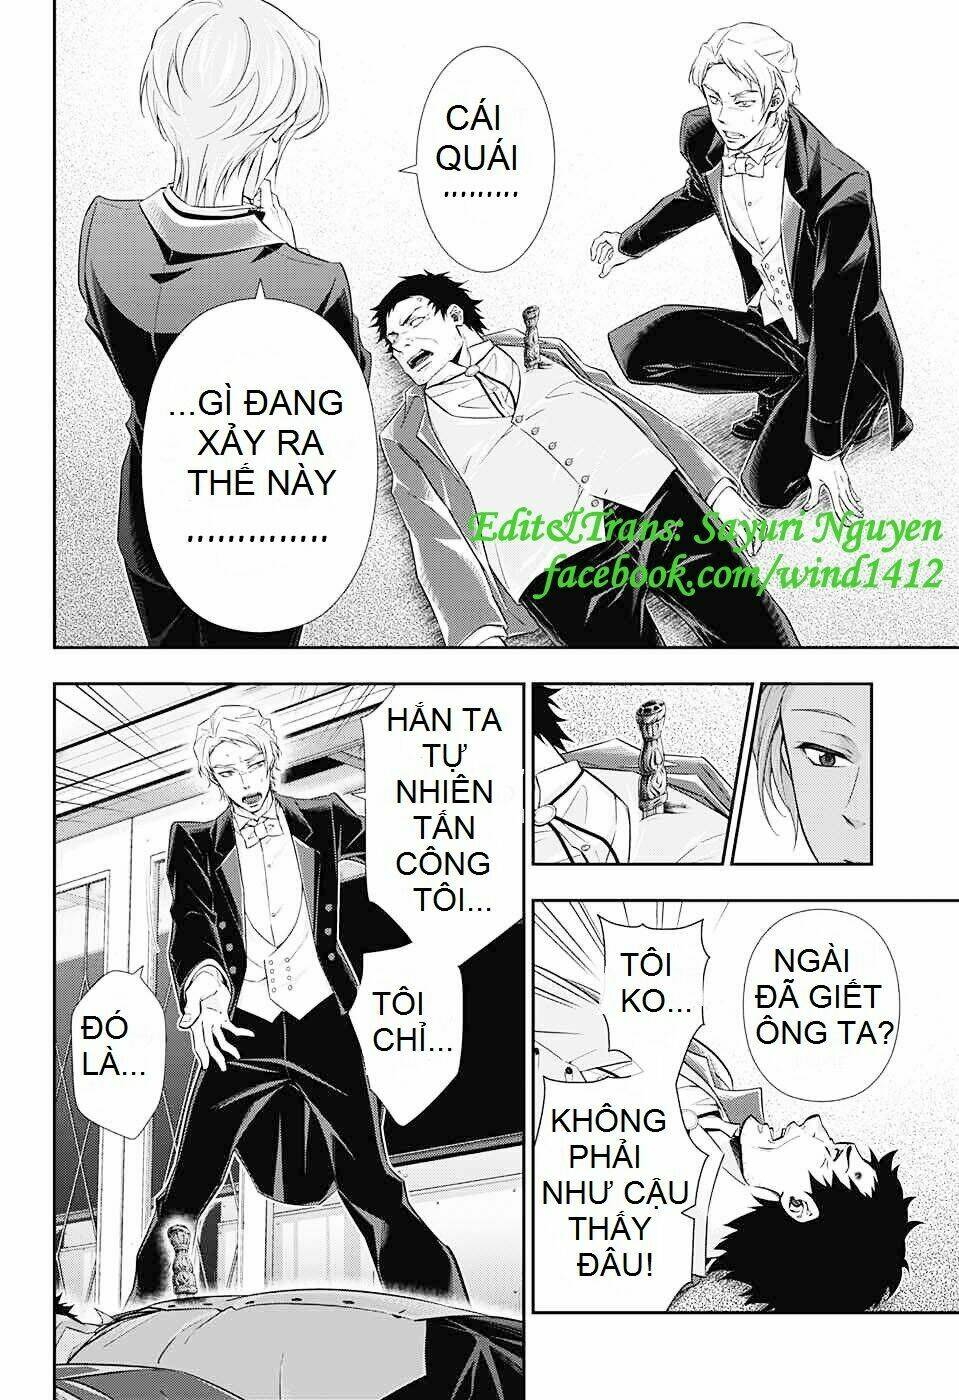 CÁI
QUÁI
.........
...GÌ ĐANG
XẢY RA
THẾ NÀY
..............
Edit&Trans: Sayuri Nguyen
facebook.com/wind1412
NGÀI
ĐÃ GIẾT
ÔNG TA?
TÔI
KO...
KHÔNG
PHẢI
NHƯ CẬU
THẤY
ĐÂU!
HẮN TA
TỰ
NHIÊN
TẤN
CÔNG
TÔI...
TÔI
CHỈ...
ĐÓ
LÀ...